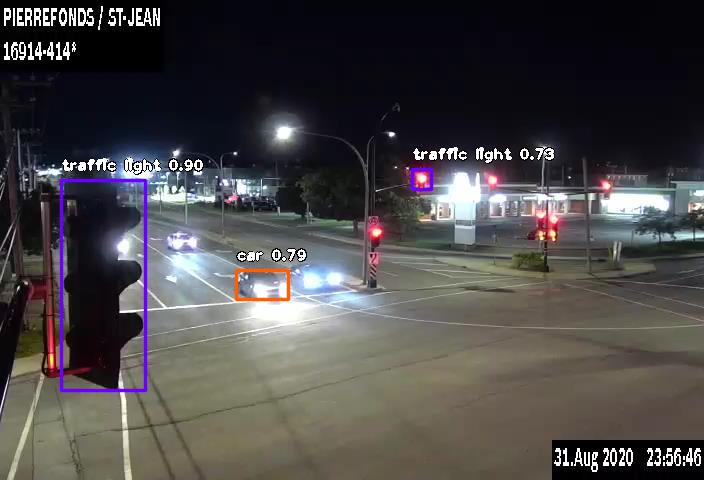 PIERREFONDS / ST-JEAN
16914-414*
traffic light 0.90
traffic light 0.73
car 0.79
31.Aug 2020 23:56:46